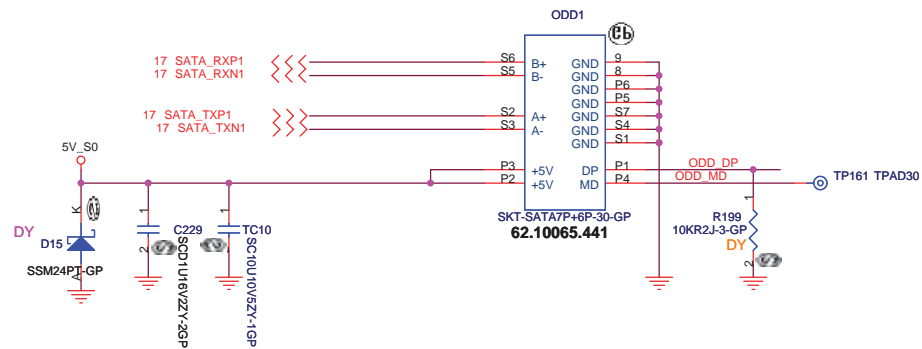 ODD1
17 SATA_RXP1
17 SATA_RXN1
S6 B+
S5 B-
17 SATA_TXP1
17 SATA_TXN1
S2 A+
S3 A-
GND 9
GND 8
GND P6
GND P5
GND S7
GND S4
GND S1
5V_S0
P3 +5V
P2 +5V
DP P1 ODD_DP
MD P4 ODD_MD
TP161 TPAD30
SKT-SATA7P+6P-30-GP
62.10065.441
DY
K
D15
A
SSM24PT-GP
1
C229
2
SCD1U16V2ZY-2GP
1
TC10
2
SC10U10V5ZY-1GP
1
R199
10KR2J-3-GP
DY
2